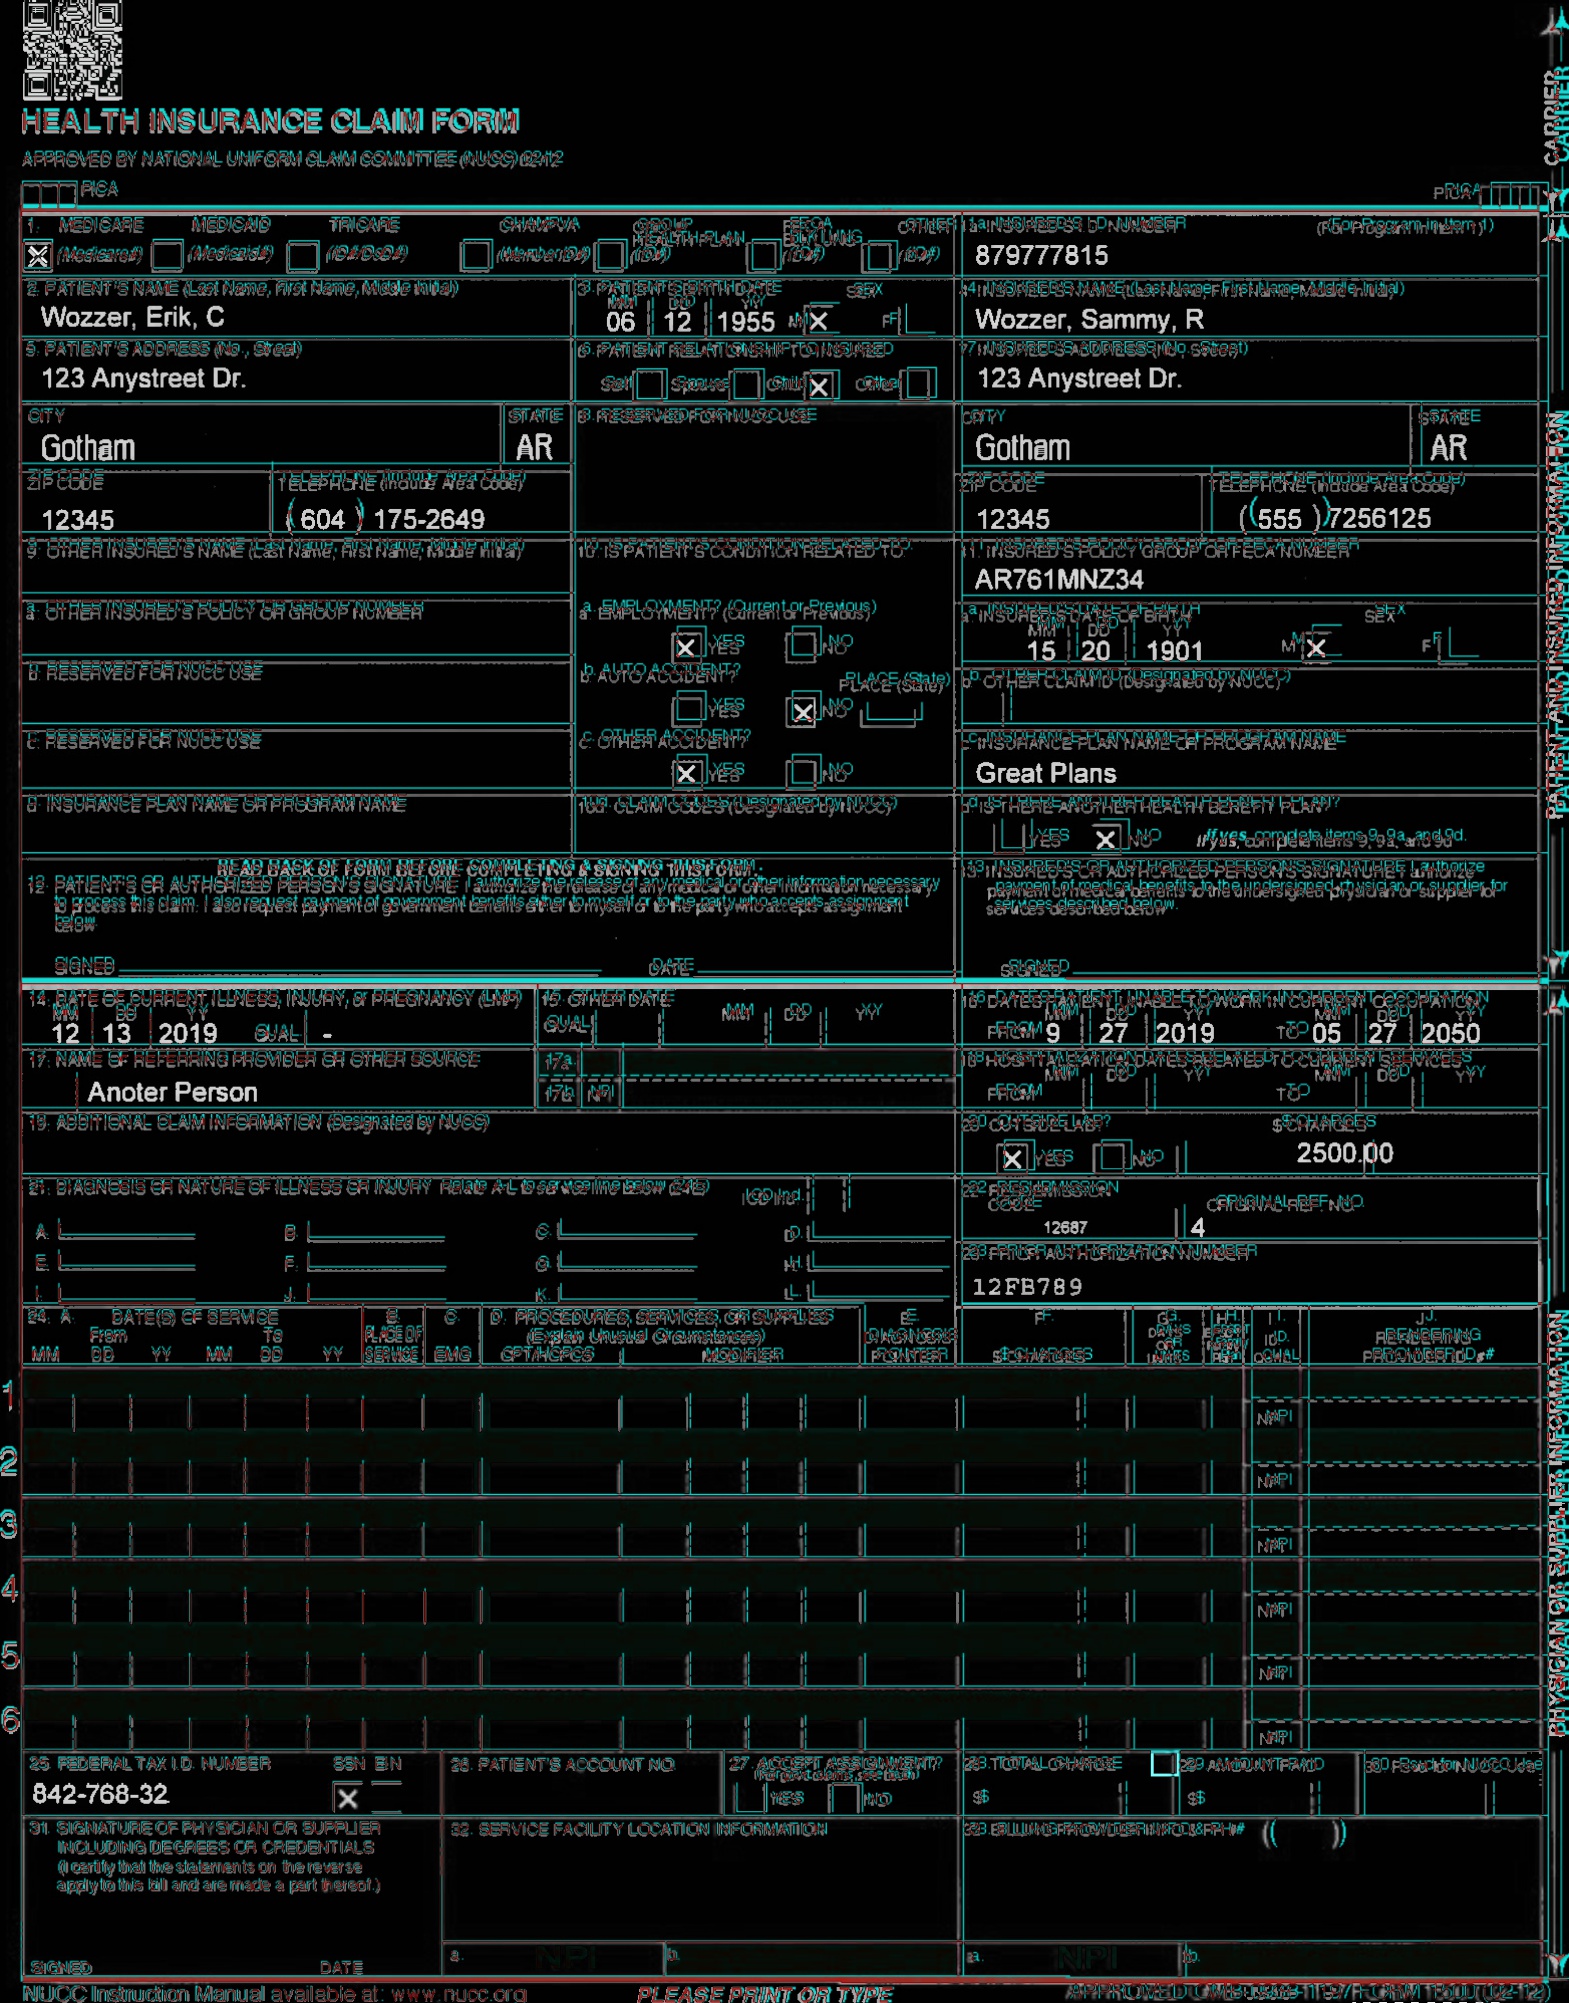 HEALTH INSURANCE CLAIM FORM
APPROVED BY NATIONAL UNIFORM CLAIM COMMITTEE (NUCC) 02/12
PICA PICA
CARRIER
1. MEDICARE MEDICAID TRICARE CHAMPVA GROUP HEALTH PLAN FECA BLK LUNG OTHER
X (Medicare#) (Medicaid#) (ID#/DoD#) (Member ID#) (ID#) (ID#) (ID#)
1a. INSURED'S I.D. NUMBER (For Program in Item 1)
879777815
2. PATIENT'S NAME (Last Name, First Name, Middle Initial)
Wozzer, Erik, C
3. PATIENT'S BIRTH DATE SEX
MM DD YY
06 12 1955 M X F
4. INSURED'S NAME (Last Name, First Name, Middle Initial)
Wozzer, Sammy, R
5. PATIENT'S ADDRESS (No., Street)
123 Anystreet Dr.
6. PATIENT RELATIONSHIP TO INSURED
Self Spouse Child X Other
7. INSURED'S ADDRESS (No., Street)
123 Anystreet Dr.
CITY STATE
Gotham AR
8. RESERVED FOR NUCC USE
CITY STATE
Gotham AR
ZIP CODE TELEPHONE (Include Area Code)
12345 (604) 175-2649
ZIP CODE TELEPHONE (Include Area Code)
12345 (555) 7256125
9. OTHER INSURED'S NAME (Last Name, First Name, Middle Initial)
10. IS PATIENT'S CONDITION RELATED TO:
11. INSURED'S POLICY GROUP OR FECA NUMBER
AR761MNZ34
a. OTHER INSURED'S POLICY OR GROUP NUMBER
a. EMPLOYMENT? (Current or Previous)
X YES NO
a. INSURED'S DATE OF BIRTH SEX
MM DD YY
15 20 1901 M X F
b. RESERVED FOR NUCC USE
b. AUTO ACCIDENT? PLACE (State)
YES X NO
b. OTHER CLAIM ID (Designated by NUCC)
c. RESERVED FOR NUCC USE
c. OTHER ACCIDENT?
X YES NO
c. INSURANCE PLAN NAME OR PROGRAM NAME
Great Plans
d. INSURANCE PLAN NAME OR PROGRAM NAME
10d. CLAIM CODES (Designated by NUCC)
d. IS THERE ANOTHER HEALTH BENEFIT PLAN?
YES X NO If yes, complete items 9, 9a, and 9d.
PATIENT AND INSURED INFORMATION
READ BACK OF FORM BEFORE COMPLETING & SIGNING THIS FORM.
12. PATIENT'S OR AUTHORIZED PERSON'S SIGNATURE I authorize the release of any medical or other information necessary
to process this claim. I also request payment of government benefits either to myself or to the party who accepts assignment
below.
SIGNED DATE
13. INSURED'S OR AUTHORIZED PERSON'S SIGNATURE I authorize
payment of medical benefits to the undersigned physician or supplier for
services described below.
SIGNED
14. DATE OF CURRENT ILLNESS, INJURY, or PREGNANCY (LMP)
MM DD YY
12 13 2019 QUAL. -
15. OTHER DATE
QUAL. MM DD YY
16. DATES PATIENT UNABLE TO WORK IN CURRENT OCCUPATION
MM DD YY MM DD YY
FROM 9 27 2019 TO 05 27 2050
17. NAME OF REFERRING PROVIDER OR OTHER SOURCE
Anoter Person
17a.
17b. NPI
18. HOSPITALIZATION DATES RELATED TO CURRENT SERVICES
MM DD YY MM DD YY
FROM TO
19. ADDITIONAL CLAIM INFORMATION (Designated by NUCC)
20. OUTSIDE LAB? $ CHARGES
X YES NO 2500.00
21. DIAGNOSIS OR NATURE OF ILLNESS OR INJURY Relate A-L to service line below (24E) ICD Ind.
A. B. C. D.
E. F. G. H.
I. J. K. L.
22. RESUBMISSION CODE ORIGINAL REF. NO.
12687 4
23. PRIOR AUTHORIZATION NUMBER
12FB789
24. A. DATE(S) OF SERVICE B. C. D. PROCEDURES, SERVICES, OR SUPPLIES E. F. G. H. I. J.
From To PLACE OF (Explain Unusual Circumstances) DIAGNOSIS DAYS OR ID. RENDERING
MM DD YY MM DD YY SERVICE EMG CPT/HCPCS MODIFIER POINTER $ CHARGES UNITS QUAL. PROVIDER ID. #
1 NPI
2 NPI
3 NPI
4 NPI
5 NPI
6 NPI
PHYSICIAN OR SUPPLIER INFORMATION
25. FEDERAL TAX I.D. NUMBER SSN EIN
842-768-32 X
26. PATIENT'S ACCOUNT NO.
27. ACCEPT ASSIGNMENT?
(For govt. claims, see back)
YES NO
28. TOTAL CHARGE
$
29. AMOUNT PAID
$
30. Rsvd for NUCC Use
31. SIGNATURE OF PHYSICIAN OR SUPPLIER
INCLUDING DEGREES OR CREDENTIALS
(I certify that the statements on the reverse
apply to this bill and are made a part thereof.)
SIGNED DATE
32. SERVICE FACILITY LOCATION INFORMATION
a. NPI b.
33. BILLING PROVIDER INFO & PH # ( )
a. NPI b.
NUCC Instruction Manual available at: www.nucc.org
PLEASE PRINT OR TYPE
APPROVED OMB-0938-1197 FORM 1500 (02-12)